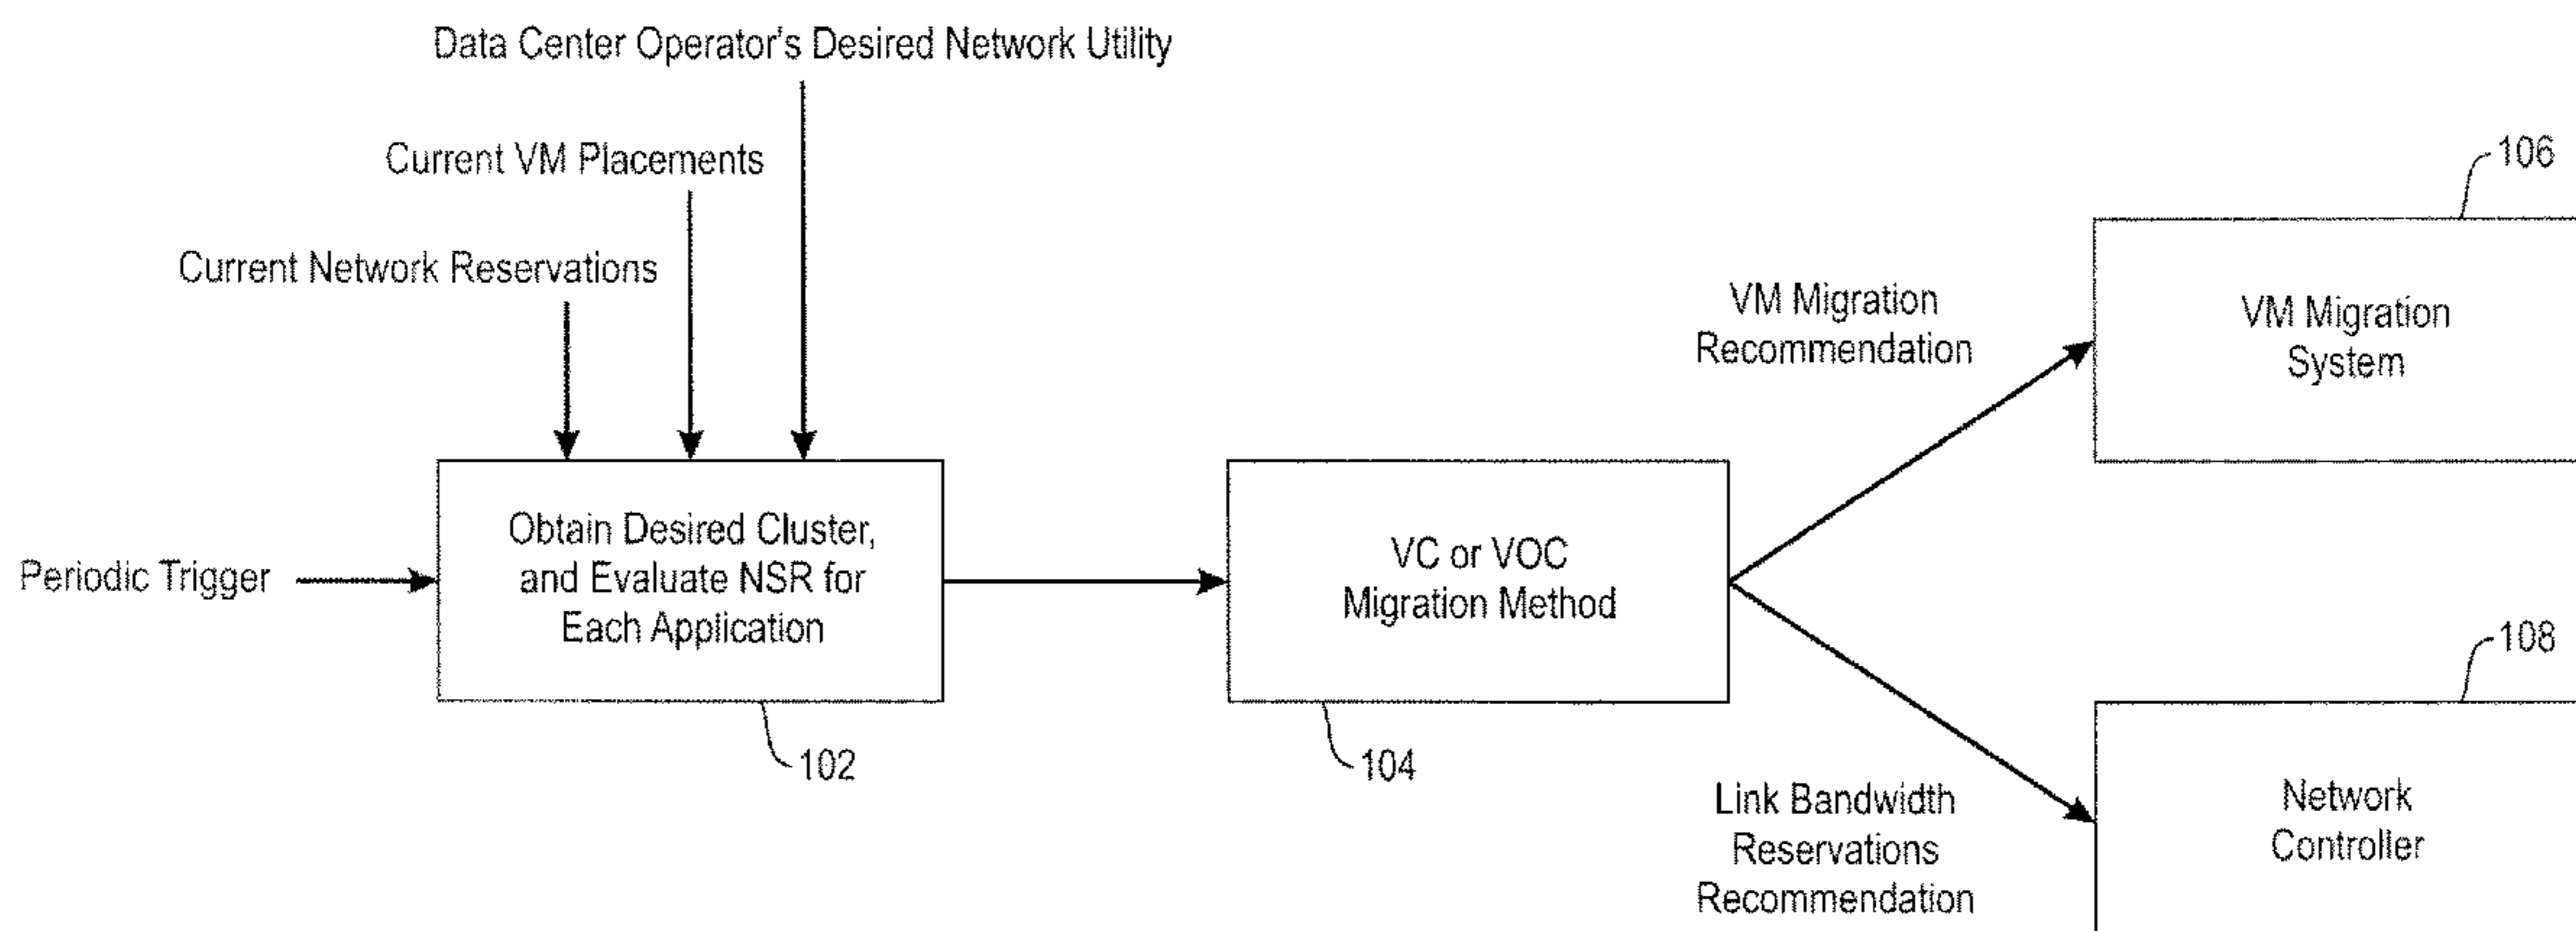 Data Center Operator's Desired Network Utility
Current VM Placements
Current Network Reservations
Periodic Trigger
Obtain Desired Cluster,
and Evaluate NSR for
Each Application
102
VC or VOC
Migration Method
104
VM Migration
Recommendation
106
VM Migration
System
Link Bandwidth
Reservations
Recommendation
108
Network
Controller